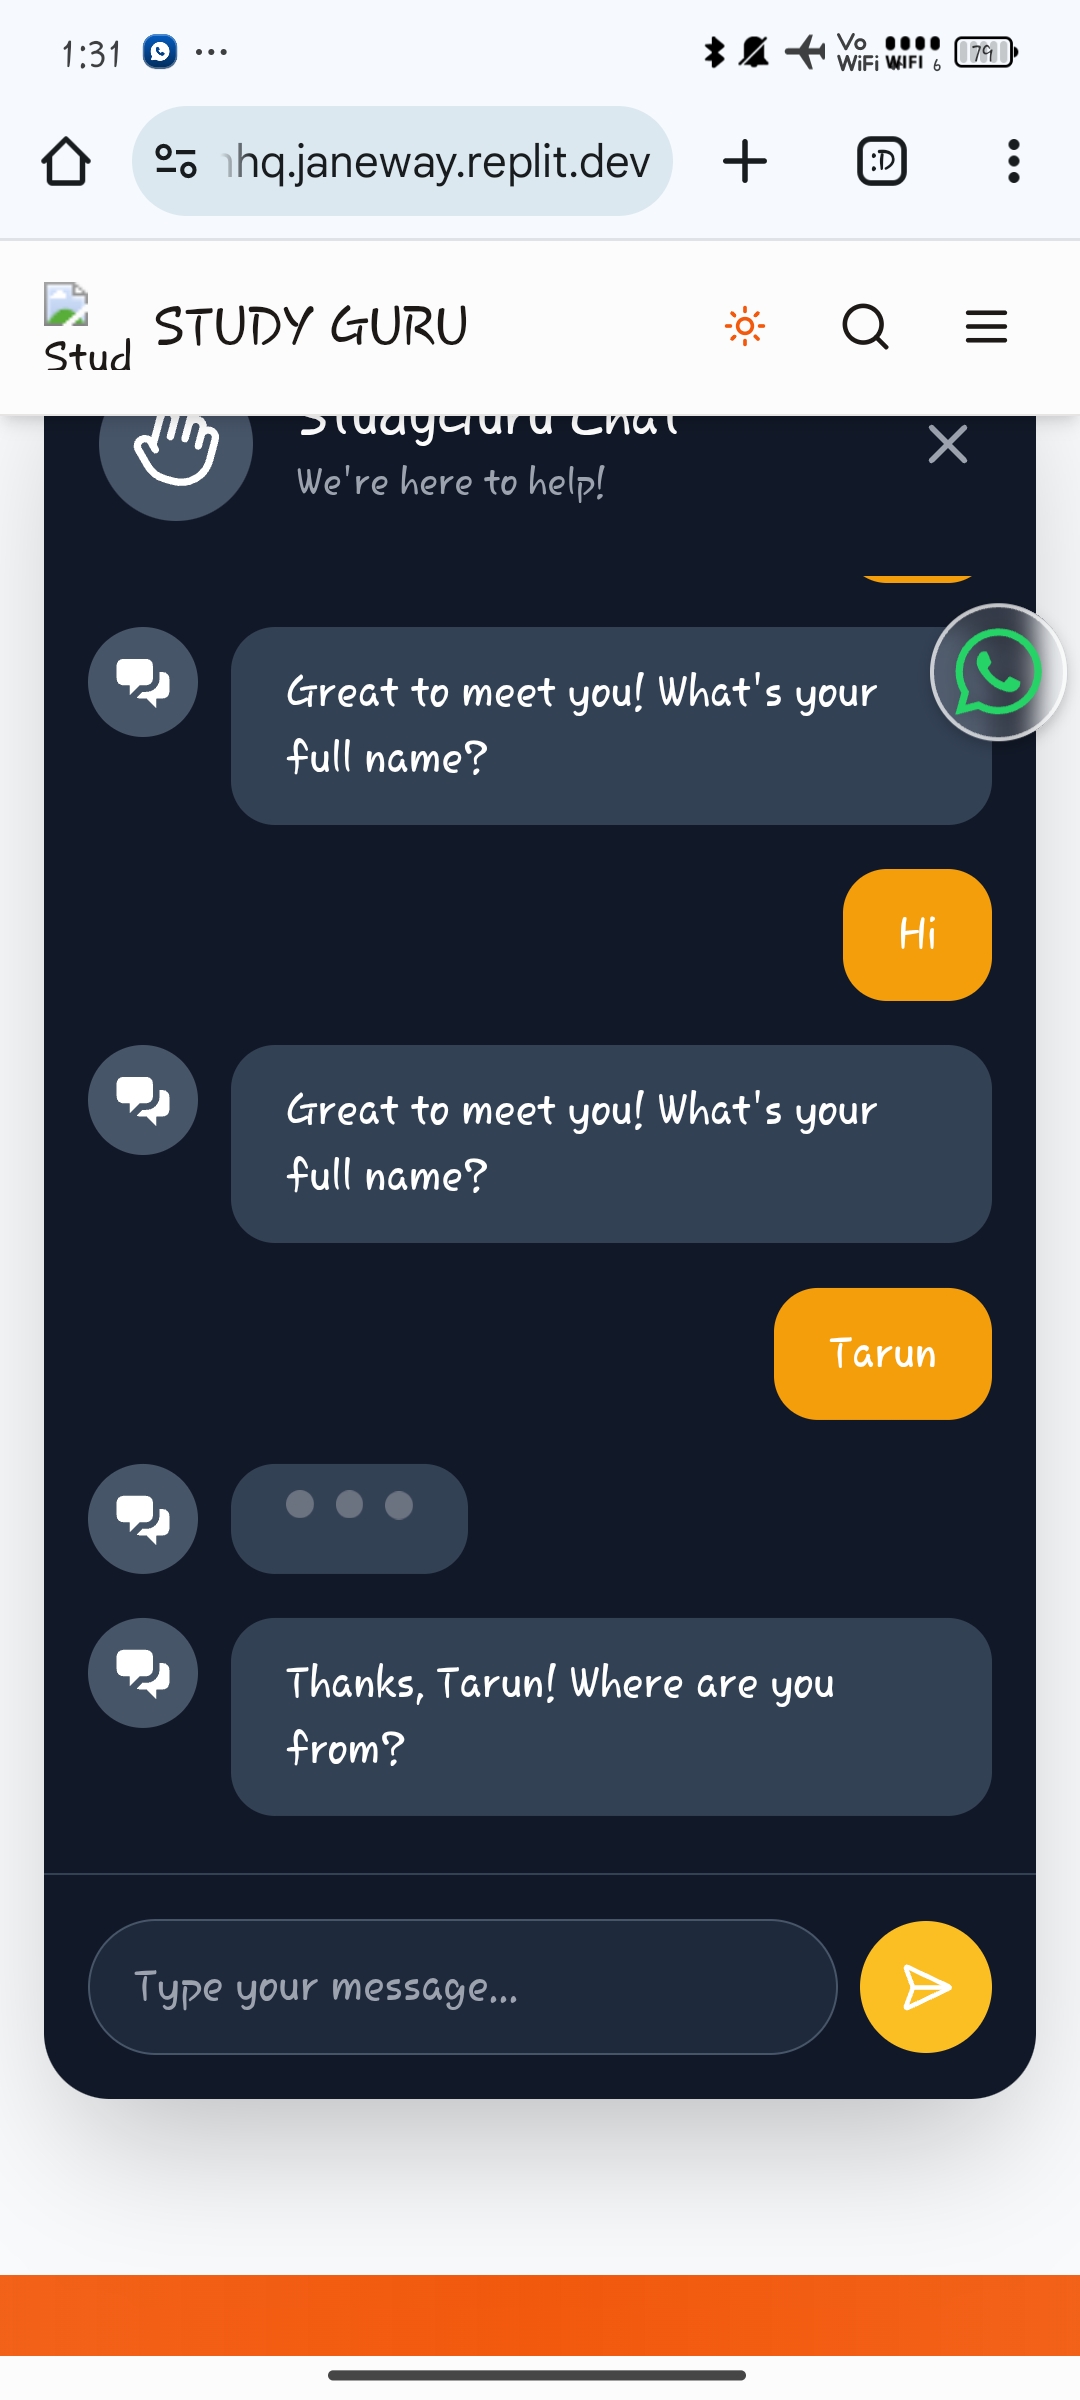 1:31
Vo
WiFi WIFI 6
79
hq.janeway.replit.dev
:D
Stud
STUDY GURU
StudyGuru Chat
We're here to help!
Great to meet you! What's your
full name?
Hi
Great to meet you! What's your
full name?
Tarun
Thanks, Tarun! Where are you
from?
Type your message...